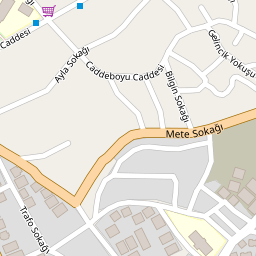 Caddesi
Ayla Sokağı
Caddeboyu Caddesi
Bilgin Sokağı
Gelincik Yokuşu
Mete Sokağı
Trafo Sokağı